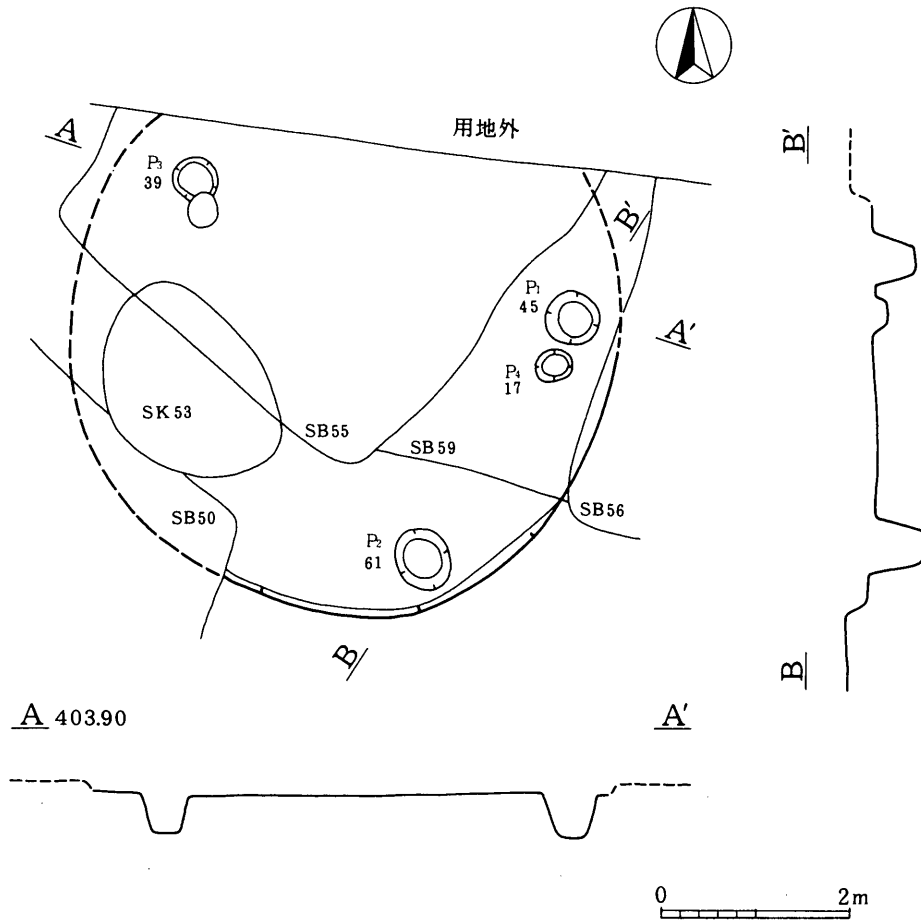 用地外
A
B'
P3
39
B'
P1
45
A'
P4
17
SK53
SB55
SB59
SB50
SB56
P2
61
B
B
A 403.90
A'
0
2m